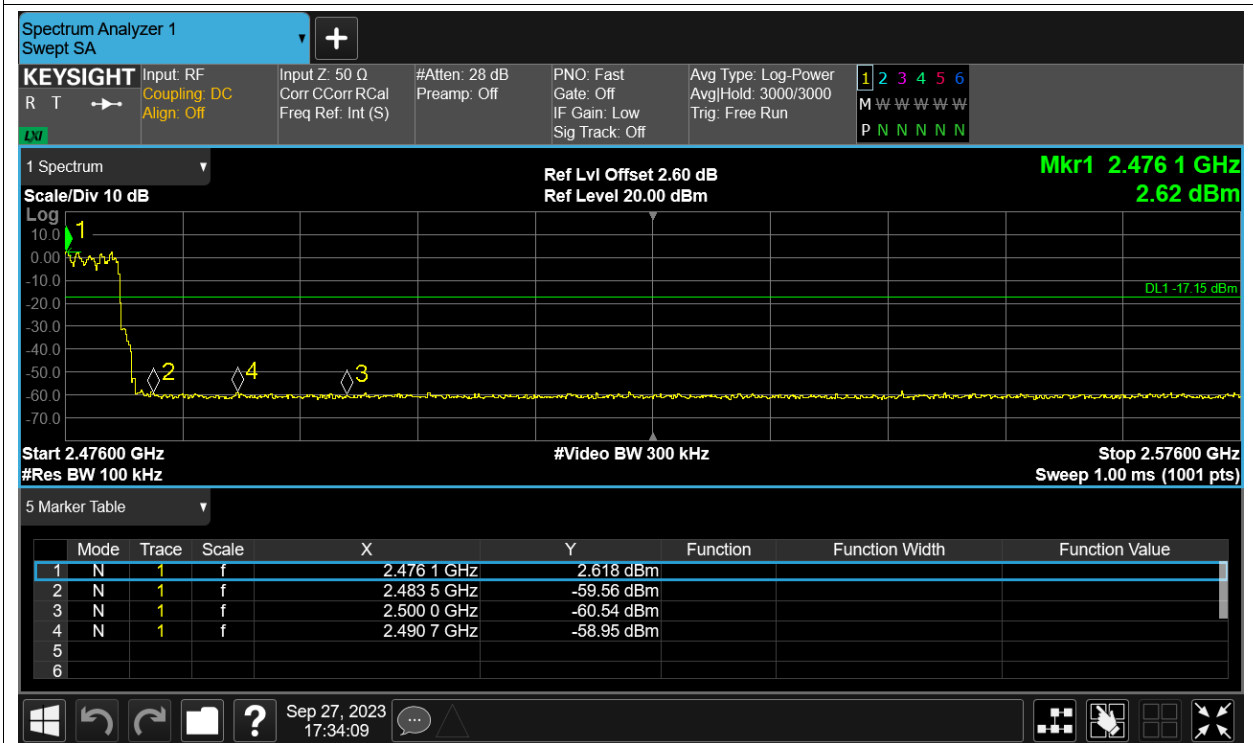 Spectrum Analyzer 1
Swept SA
KEYSIGHT Input: RF Input Z: 50 Ω #Atten: 28 dB PNO: Fast Avg Type: Log-Power 1 2 3 4 5 6
R T Coupling: DC Corr CCorr RCal Preamp: Off Gate: Off Avg|Hold: 3000/3000 M W W W W W W
Align: Off Freq Ref: Int (S) IF Gain: Low Trig: Free Run
LXI Sig Track: Off P N N N N N N
1 Spectrum Ref Lvl Offset 2.60 dB Mkr1 2.476 1 GHz
Scale/Div 10 dB Ref Level 20.00 dBm 2.62 dBm
Log
10.0 1
0.00
-10.0
DL1 -17.15 dBm
-20.0
-30.0
-40.0
-50.0 2 4 3
-60.0
-70.0
Start 2.47600 GHz #Video BW 300 kHz Stop 2.57600 GHz
#Res BW 100 kHz Sweep 1.00 ms (1001 pts)
5 Marker Table
Mode Trace Scale X Y Function Function Width Function Value
1 N 1 f 2.476 1 GHz 2.618 dBm
2 N 1 f 2.483 5 GHz -59.56 dBm
3 N 1 f 2.500 0 GHz -60.54 dBm
4 N 1 f 2.490 7 GHz -58.95 dBm
5
6
? Sep 27, 2023
17:34:09